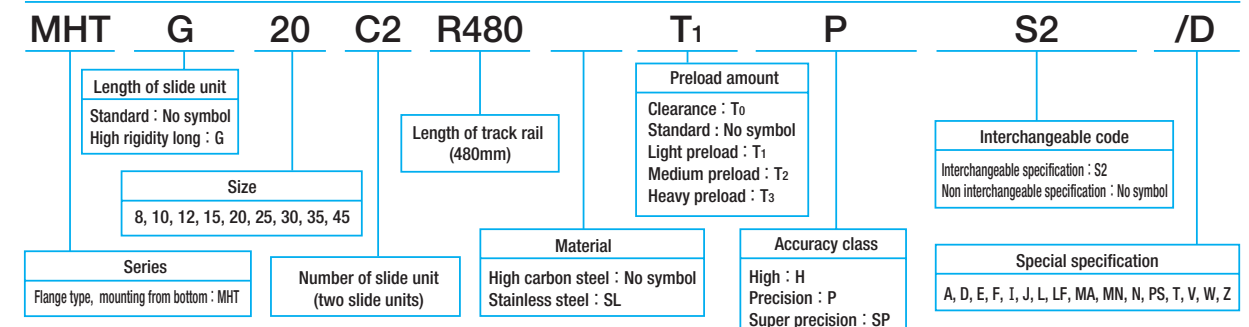 MHT G 20 C2 R480 T1 P S2 /D
Length of slide unit
Standard：No symbol
High rigidity long：G
Size
8, 10, 12, 15, 20, 25, 30, 35, 45
Series
Flange type, mounting from bottom：MHT
Number of slide unit
(two slide units)
Length of track rail
(480mm)
Material
High carbon steel：No symbol
Stainless steel：SL
Preload amount
Clearance：T0
Standard : No symbol
Light preload：T1
Medium preload：T2
Heavy preload：T3
Accuracy class
High：H
Precision：P
Super precision：SP
Interchangeable code
Interchangeable specification：S2
Non interchangeable specification：No symbol
Special specification
A, D, E, F, I, J, L, LF, MA, MN, N, PS, T, V, W, Z